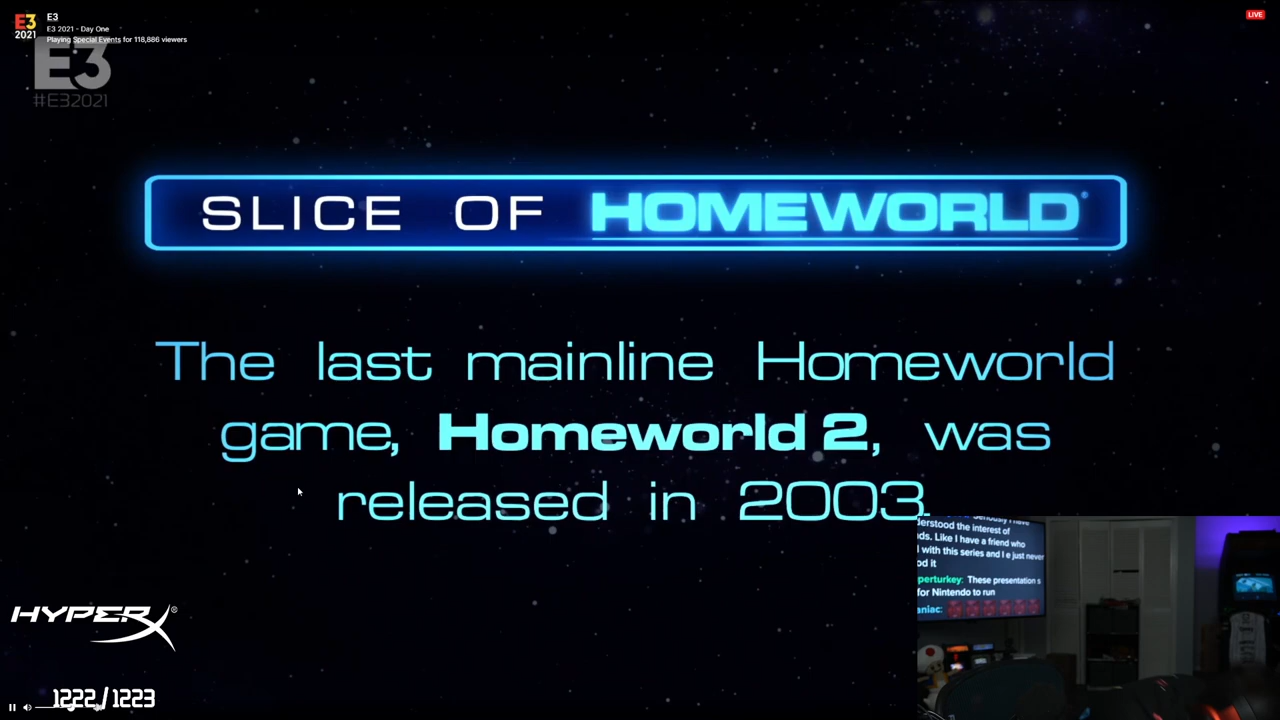 E3
2021
E3
E3 2021 - Day One
Playing Special Events for 118,886 viewers
LIVE
E3
#E32021
SLICE OF HOMEWORLD®
The last mainline Homeworld
game, Homeworld 2, was
released in 2003.
seriously I have
derstood the interest of
ds. Like I have a friend who
with this series and I e just never
od it
perturkey: These presentation s
for Nintendo to run
aniac:
HYPERX®
1222/1223